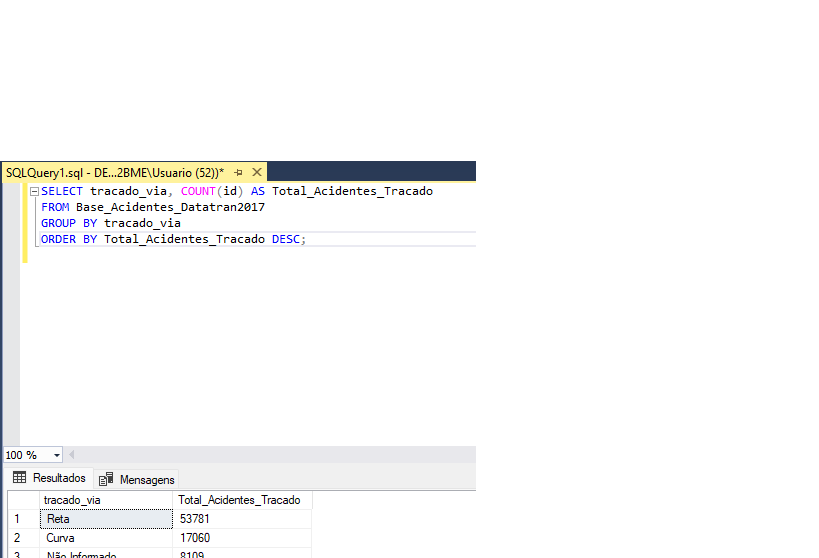 SQLQuery1.sql - DE...2BME\Usuario (52))*
SELECT tracado_via, COUNT(id) AS Total_Acidentes_Tracado
FROM Base_Acidentes_Datatran2017
GROUP BY tracado_via
ORDER BY Total_Acidentes_Tracado DESC;
100 %
Resultados Mensagens
tracado_via Total_Acidentes_Tracado
1 Reta 53781
2 Curva 17060
3 Não Informado 8109